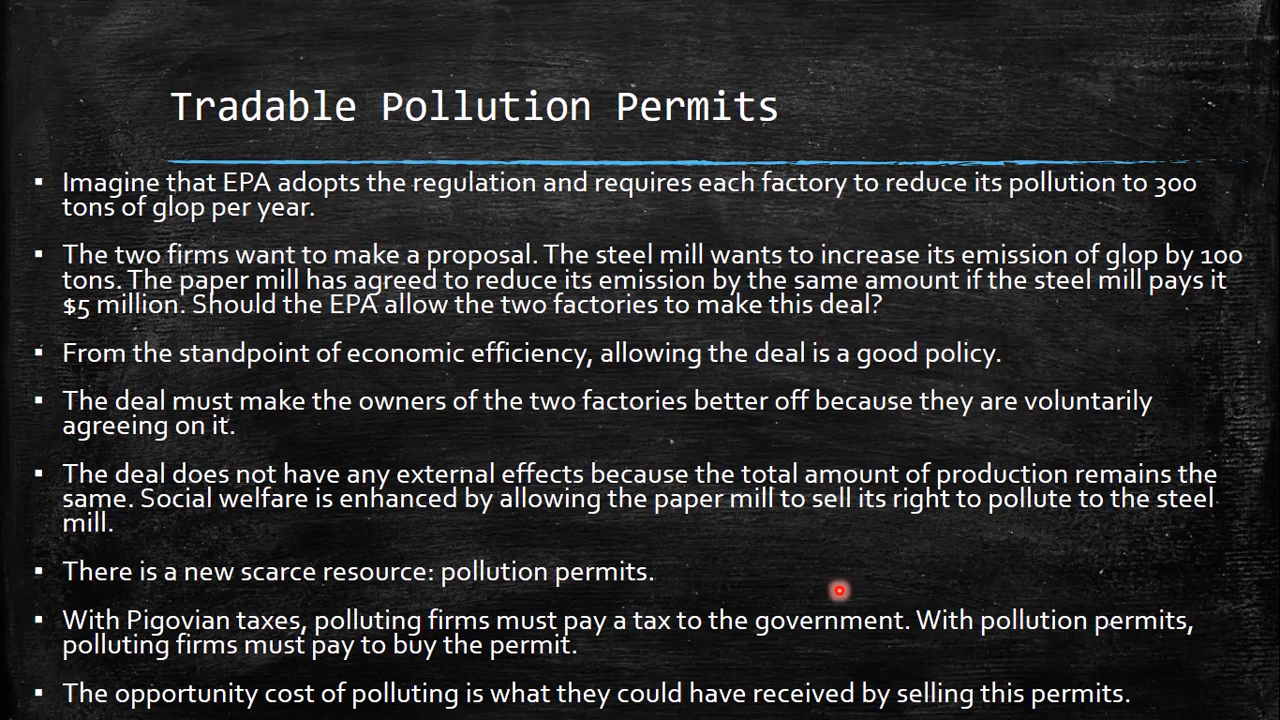 Tradable Pollution Permits
▪ Imagine that EPA adopts the regulation and requires each factory to reduce its pollution to 300
tons of glop per year.
▪ The two firms want to make a proposal. The steel mill wants to increase its emission of glop by 100
tons. The paper mill has agreed to reduce its emission by the same amount if the steel mill pays it
$5 million. Should the EPA allow the two factories to make this deal?
▪ From the standpoint of economic efficiency, allowing the deal is a good policy.
▪ The deal must make the owners of the two factories better off because they are voluntarily
agreeing on it.
▪ The deal does not have any external effects because the total amount of production remains the
same. Social welfare is enhanced by allowing the paper mill to sell its right to pollute to the steel
mill.
▪ There is a new scarce resource: pollution permits.
▪ With Pigovian taxes, polluting firms must pay a tax to the government. With pollution permits,
polluting firms must pay to buy the permit.
▪ The opportunity cost of polluting is what they could have received by selling this permits.